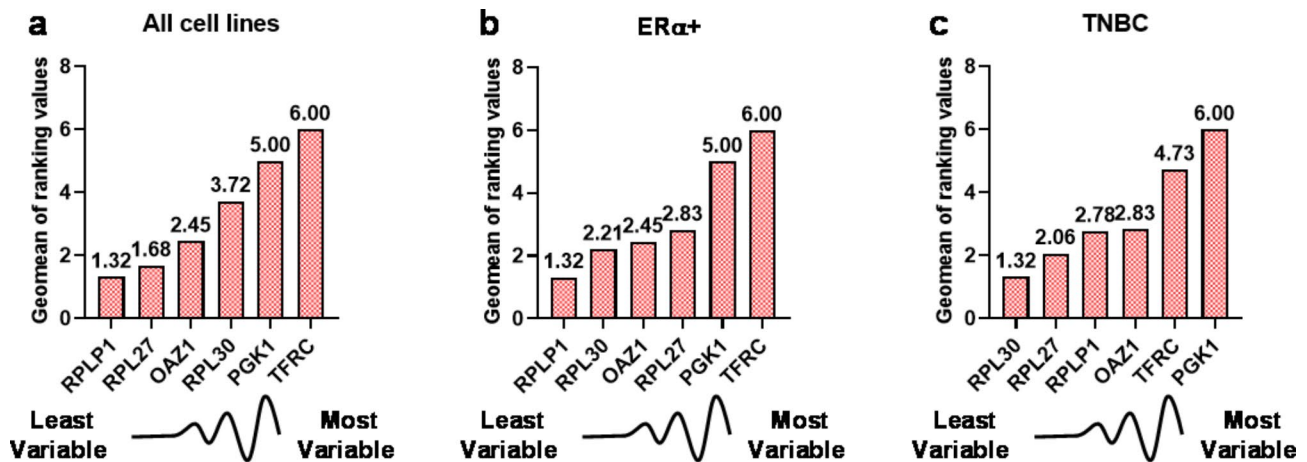 a All cell lines
Geomean of ranking values
8
6
4
2
0
1.32
1.68
2.45
3.72
5.00
6.00
RPLP1
RPL27
OAZ1
RPL30
PGK1
TFRC
Least
Variable
Most
Variable
b ERα+
Geomean of ranking values
8
6
4
2
0
1.32
2.21
2.45
2.83
5.00
6.00
RPLP1
RPL30
OAZ1
RPL27
PGK1
TFRC
Least
Variable
Most
Variable
c TNBC
Geomean of ranking values
8
6
4
2
0
1.32
2.06
2.78
2.83
4.73
6.00
RPL30
RPL27
RPLP1
OAZ1
TFRC
PGK1
Least
Variable
Most
Variable